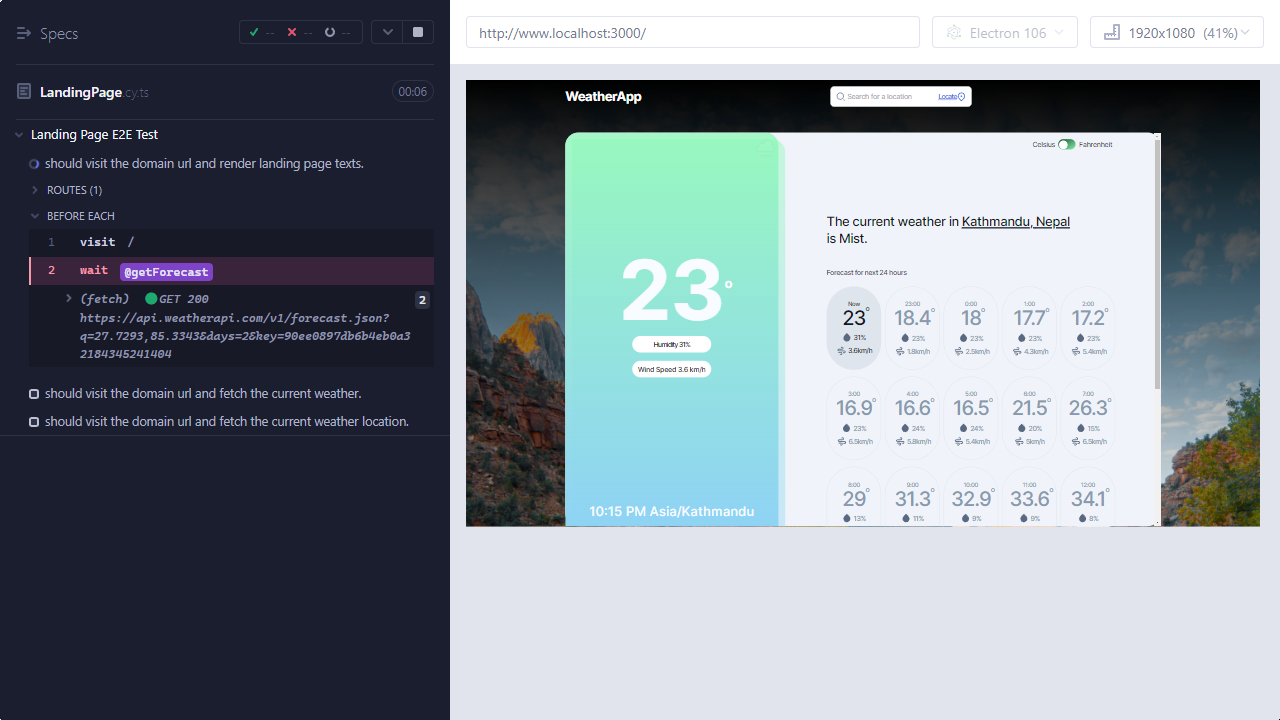 Specs
-- -- --
LandingPage.cy.ts
00:06
Landing Page E2E Test
should visit the domain url and render landing page texts.
ROUTES (1)
BEFORE EACH
1 visit /
2 wait @getForecast
(fetch) GET 200 2
https://api.weatherapi.com/v1/forecast.json?
q=27.7293,85.3343&days=2&key=90ee0897db6b4eb0a3
2184345241404
should visit the domain url and fetch the current weather.
should visit the domain url and fetch the current weather location.
http://www.localhost:3000/
Electron 106
1920x1080 (41%)
WeatherApp
Search for a location
Locate
Celsius
Fahrenheit
23°
Humidity 31%
Wind Speed 3.6 km/h
10:15 PM Asia/Kathmandu
The current weather in Kathmandu, Nepal
is Mist.
Forecast for next 24 hours
Now 23:00 0:00 1:00 2:00
23° 18.4° 18° 17.7° 17.2°
31% 23% 23% 23% 23%
3.6km/h 1.8km/h 2.5km/h 4.3km/h 5.4km/h
3:00 4:00 5:00 6:00 7:00
16.9° 16.6° 16.5° 21.5° 26.3°
23% 24% 24% 20% 15%
6.5km/h 5.8km/h 5.4km/h 5km/h 6.5km/h
8:00 9:00 10:00 11:00 12:00
29° 31.3° 32.9° 33.6° 34.1°
13% 11% 9% 9% 8%